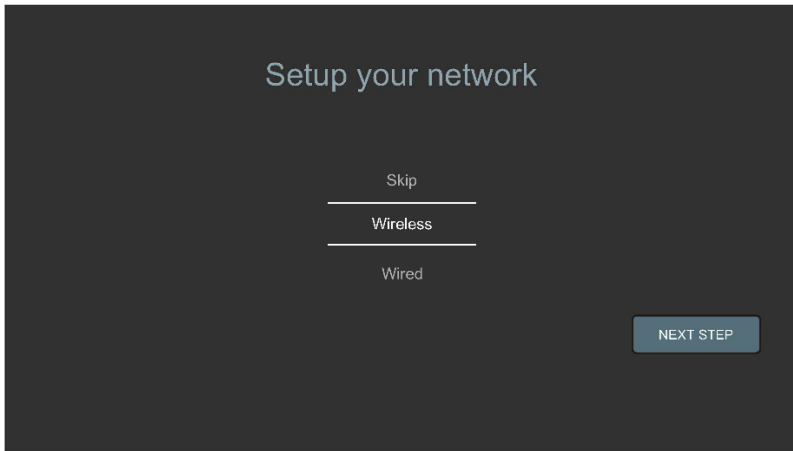 Setup your network
Skip
Wireless
Wired
NEXT STEP